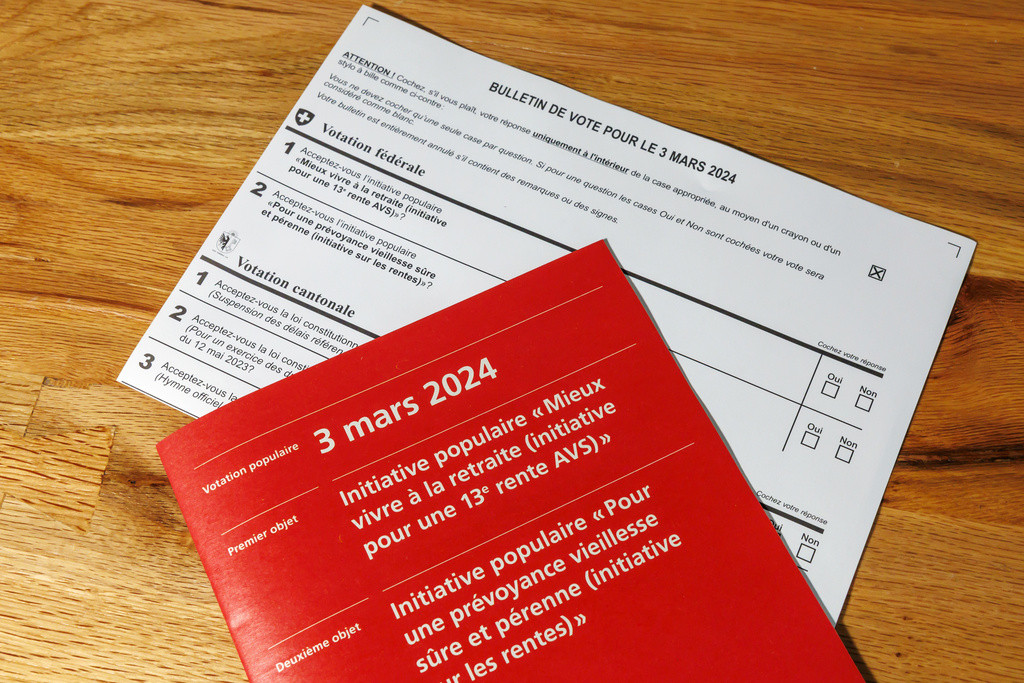 BULLETIN DE VOTE POUR LE 3 MARS 2024
ATTENTION ! Cochez, s'il vous plaît, votre réponse uniquement à l'intérieur de la case appropriée, au moyen d'un crayon ou d'un
stylo à bille comme ci-contre:
Vous ne devez cocher qu'une seule case par question. Si pour une question les cases Oui et Non sont cochées votre vote sera
considéré comme blanc.
Votre bulletin est entièrement annulé s'il contient des remarques ou des signes.
Votation fédérale
Cochez votre réponse
1 Acceptez-vous l'initiative populaire
«Mieux vivre à la retraite (initiative
pour une 13e rente AVS)»?
Oui Non
2 Acceptez-vous l'initiative populaire
«Pour une prévoyance vieillesse sûre
et pérenne (initiative sur les rentes)»?
Oui Non
Votation cantonale
Cochez votre réponse
1 Acceptez-vous la loi constitutionn
(Suspension des délais référen
Oui Non
2 Acceptez-vous la loi consti
(Pour un exercice des d
du 12 mai 2023?
3 Acceptez-vous la
(Hymne officiel
Votation populaire
3 mars 2024
Premier objet
Initiative populaire «Mieux
vivre à la retraite (initiative
pour une 13e rente AVS)»
Deuxième objet
Initiative populaire «Pour
une prévoyance vieillesse
sûre et pérenne (initiative
ur les rentes)»